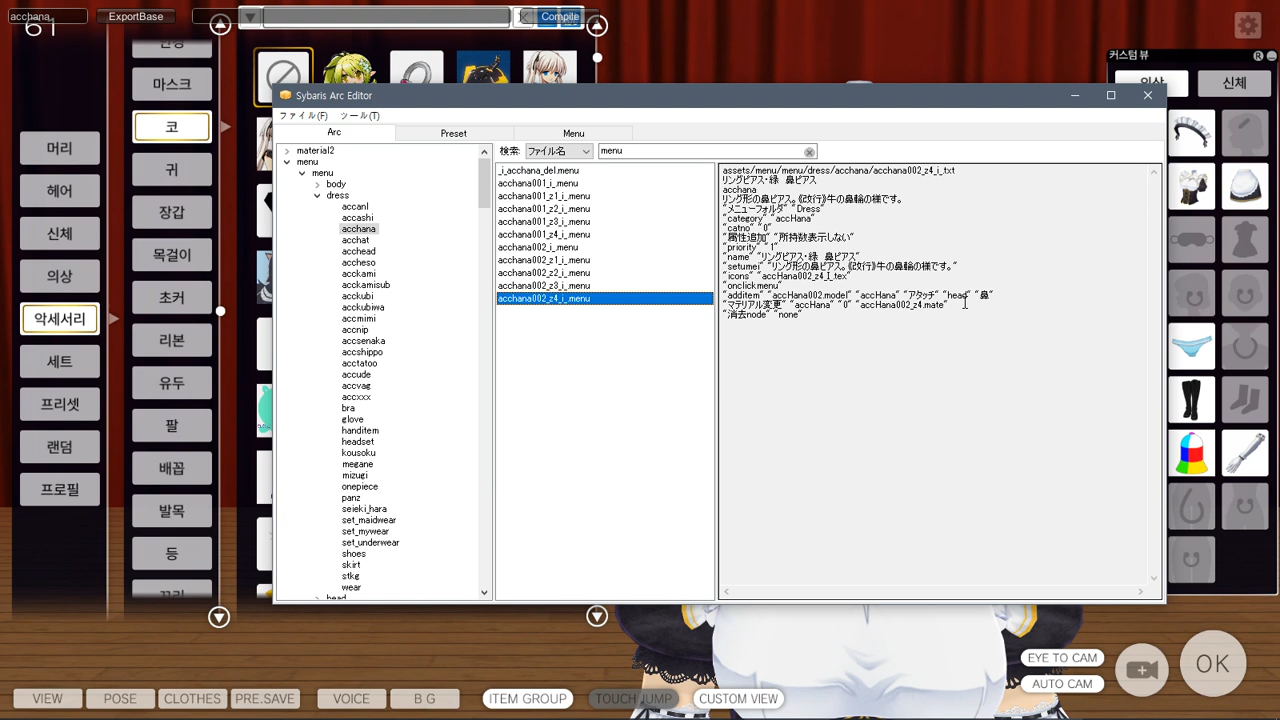 acchana
61
ExportBase
Compile
커스텀 뷰
R
의상
신체
마스크
코
귀
장갑
목걸이
초커
리본
유두
팔
배꼽
발목
등
머리
헤어
신체
의상
악세서리
세트
프리셋
랜덤
프로필
Sybaris Arc Editor
ファイル(F)
ツール(T)
Arc
Preset
Menu
material2
menu
menu
body
dress
accanl
accashi
acchana
acchat
acchead
accheso
acckami
acckamisub
acckubi
acckubiwa
accmimi
accnip
accsenaka
accshippo
acctatoo
accude
accvag
accxxx
bra
glove
handitem
headset
kousoku
megane
mizugi
onepiece
panz
seieki_hara
set_maidwear
set_mywear
set_underwear
shoes
skirt
stkg
wear
head
検索:
ファイル名
menu
_i_acchana_del.menu
acchana001_i_.menu
acchana001_z1_i_.menu
acchana001_z2_i_.menu
acchana001_z3_i_.menu
acchana001_z4_i_.menu
acchana002_i_.menu
acchana002_z1_i_.menu
acchana002_z2_i_.menu
acchana002_z3_i_.menu
acchana002_z4_i_.menu
assets/menu/menu/dress/acchana/acchana002_z4_i_.txt
リングピアス・緑　鼻ピアス
acchana
リング形の鼻ピアス。《改行》牛の鼻輪の様です。
"メニューフォルダ" "Dress"
"category" "accHana"
"catno" "0"
"属性追加" "所持数表示しない"
"priority" "1"
"name" "リングピアス・緑　鼻ピアス"
"setumei" "リング形の鼻ピアス。《改行》牛の鼻輪の様です。"
"icons" "accHana002_z4_I_.tex"
"onclickmenu"
"additem" "accHana002.model" "accHana" "アタッチ" "head" "鼻"
"マテリアル変更" "accHana" "0" "accHana002_z4.mate"
"消去node" "none"
VIEW
POSE
CLOTHES
PRE.SAVE
VOICE
B G
ITEM GROUP
TOUCH JUMP
CUSTOM VIEW
EYE TO CAM
AUTO CAM
OK